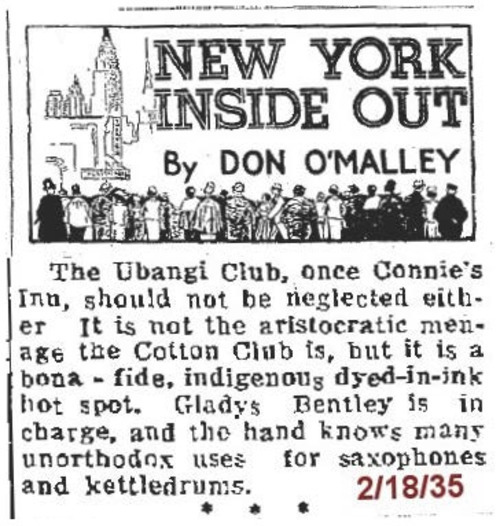 NEW YORK
INSIDE OUT
By DON O'MALLEY
The Ubangi Club, once Connie's
Inn, should not be neglected eith-
er It is not the aristocratic men-
age the Cotton Club is, but it is a
bona - fide, indigenous dyed-in-ink
hot spot. Gladys Bentley is in
charge, and the hand knows many
unorthodox uses for saxophones
and kettledrums.
2/18/35
* * *